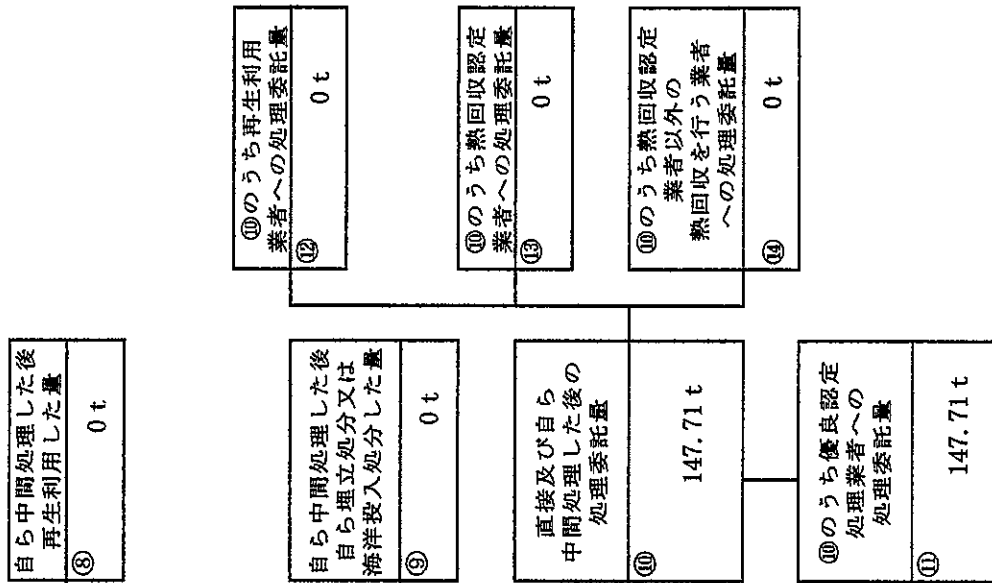 自ら中間処理した後
再生利用した量
⑧
0 t
自ら中間処理した後
自ら埋立処分又は
海洋投入処分した量
⑨
0 t
直接及び自ら
中間処理した後の
処理委託量
⑩
147.71 t
⑩のうち優良認定
処理業者への
処理委託量
⑪
147.71 t
⑩のうち再生利用
業者への処理委託量
⑫
0 t
⑩のうち熱回収認定
業者への処理委託量
⑬
0 t
⑩のうち熱回収認定
業者以外の
熱回収を行う業者
への処理委託量
⑭
0 t